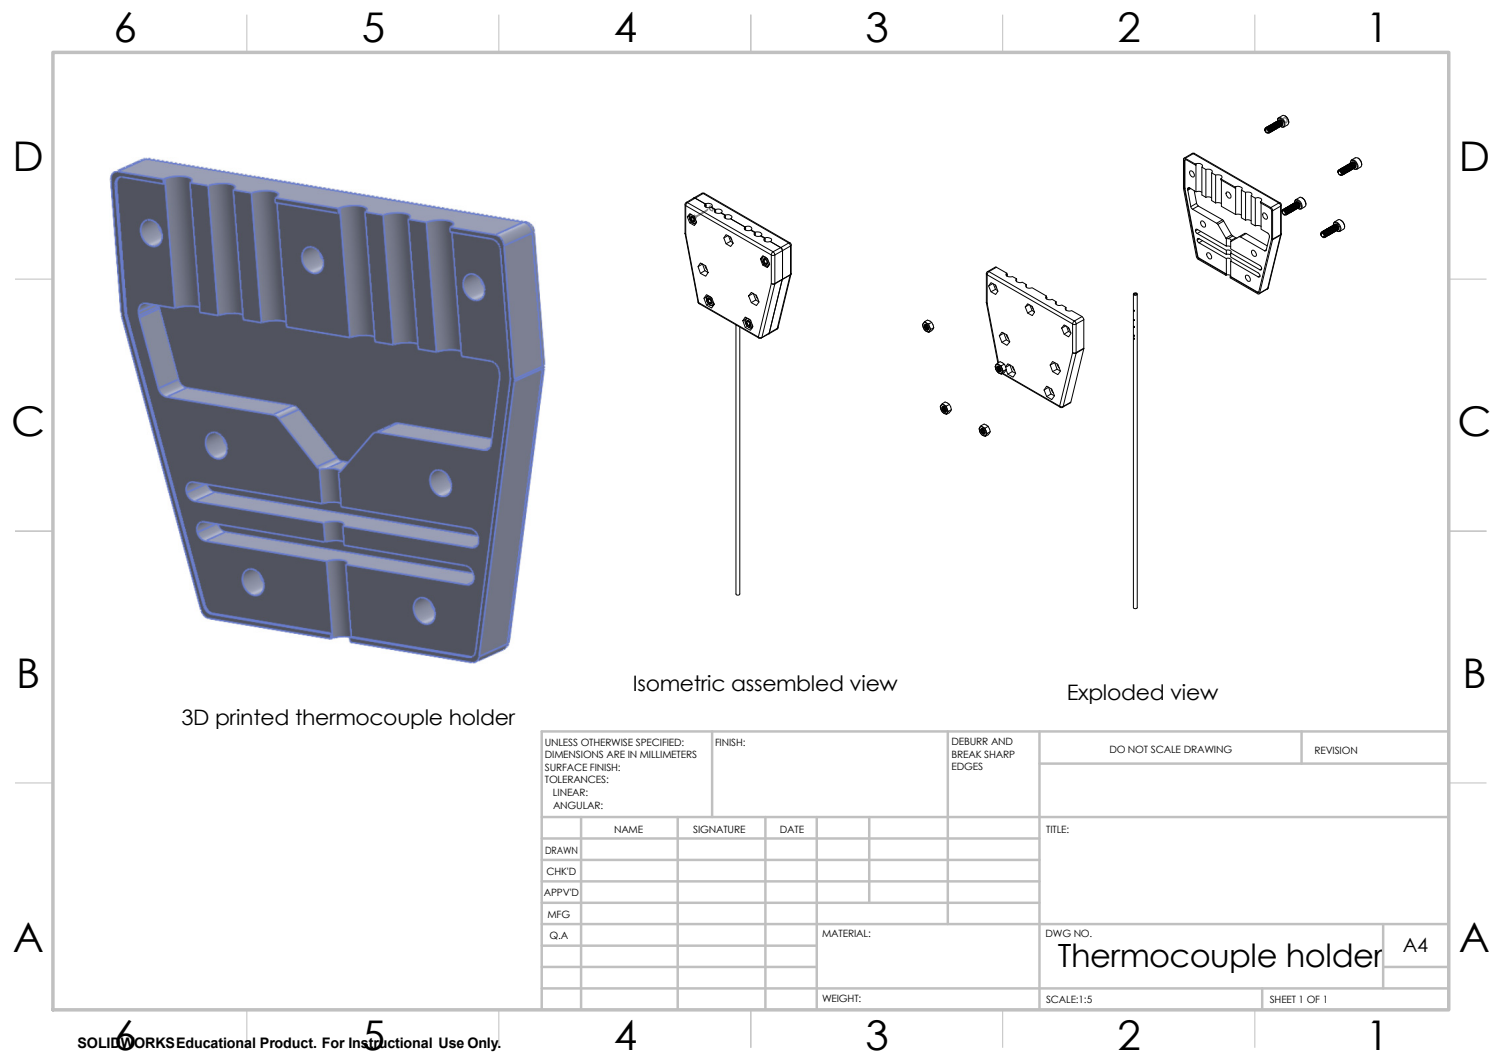 6 5 4 3 2 1
D D
C C
B B
A A
3D printed thermocouple holder
Isometric assembled view
Exploded view
UNLESS OTHERWISE SPECIFIED:
DIMENSIONS ARE IN MILLIMETERS
SURFACE FINISH:
TOLERANCES:
LINEAR:
ANGULAR:
FINISH:
DEBURR AND
BREAK SHARP
EDGES
DO NOT SCALE DRAWING
REVISION
NAME SIGNATURE DATE
DRAWN
CHK'D
APPV'D
MFG
Q.A
TITLE:
MATERIAL:
DWG NO.
Thermocouple holder
A4
WEIGHT:
SCALE:1:5
SHEET 1 OF 1
6 5 4 3 2 1
SOLIDWORKS Educational Product. For Instructional Use Only.